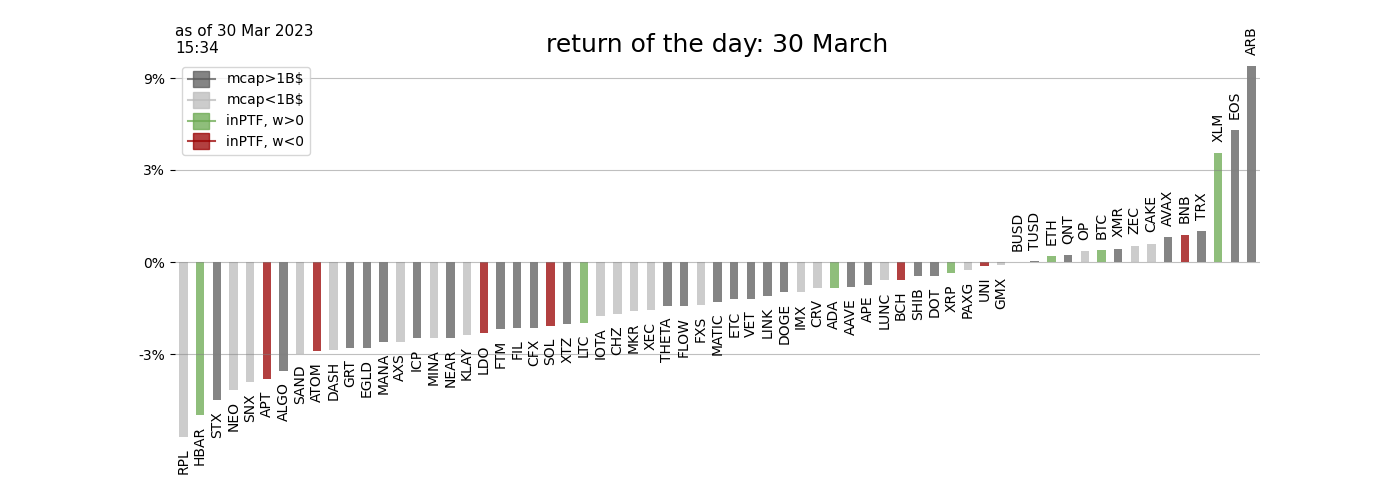 as of 30 Mar 2023
15:34
return of the day: 30 March
mcap>1B$
mcap<1B$
inPTF, w>0
inPTF, w<0
9%
3%
0%
-3%
RPL
HBAR
STX
NEO
SNX
APT
ALGO
SAND
ATOM
DASH
GRT
EGLD
MANA
AXS
ICP
MINA
NEAR
KLAY
LDO
FTM
FIL
CFX
SOL
XTZ
LTC
IOTA
CHZ
MKR
XEC
THETA
FLOW
FXS
MATIC
ETC
VET
LINK
DOGE
IMX
CRV
ADA
AAVE
APE
LUNC
BCH
SHIB
DOT
XRP
PAXG
UNI
GMX
BUSD
TUSD
ETH
QNT
OP
BTC
XMR
ZEC
CAKE
AVAX
BNB
TRX
XLM
EOS
ARB